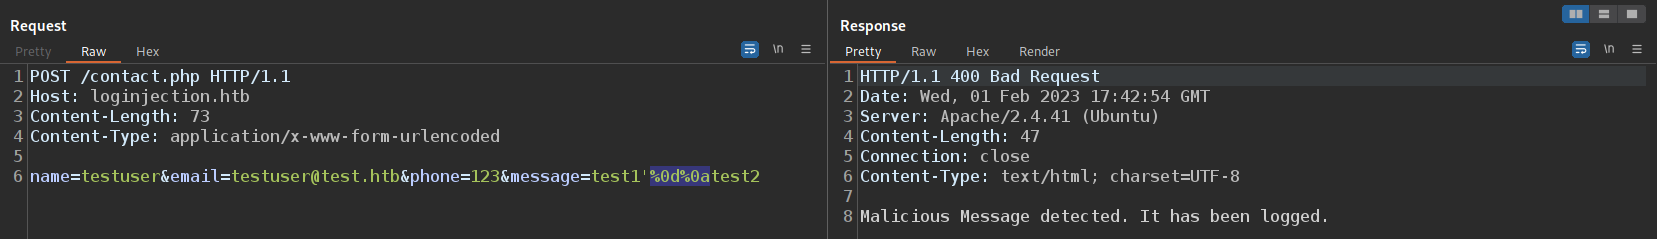 Request
Pretty Raw Hex \n
1 POST /contact.php HTTP/1.1
2 Host: loginjection.htb
3 Content-Length: 73
4 Content-Type: application/x-www-form-urlencoded
5
6 name=testuser&email=testuser@test.htb&phone=123&message=test1'%0d%0atest2
Response
Pretty Raw Hex Render \n
1 HTTP/1.1 400 Bad Request
2 Date: Wed, 01 Feb 2023 17:42:54 GMT
3 Server: Apache/2.4.41 (Ubuntu)
4 Content-Length: 47
5 Connection: close
6 Content-Type: text/html; charset=UTF-8
7
8 Malicious Message detected. It has been logged.